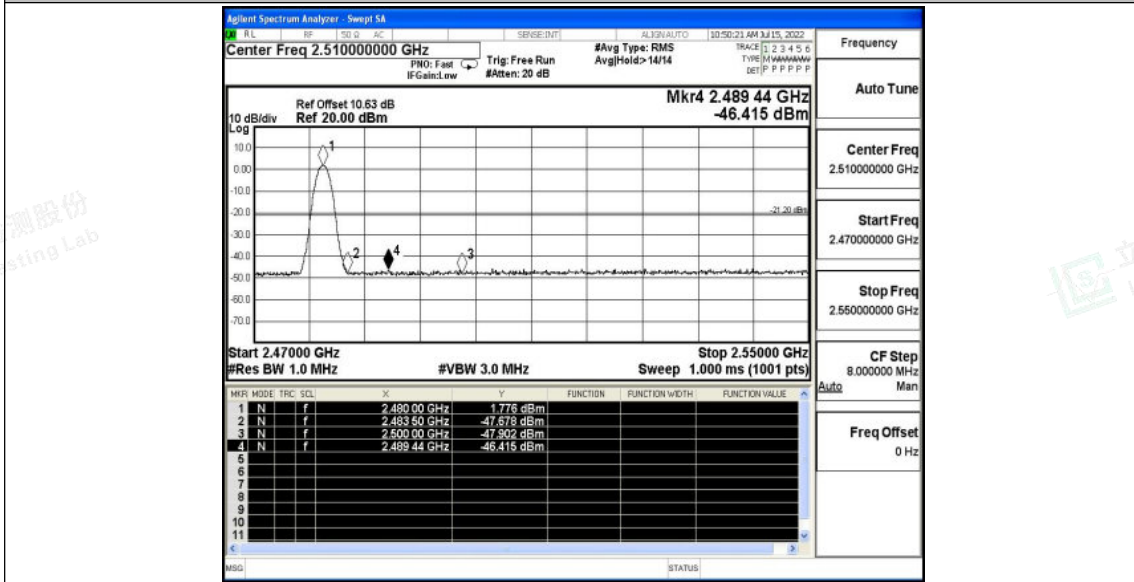 Agilent Spectrum Analyzer - Swept SA
RL RF 50 Ω AC SENSE:INT ALIGN AUTO 10:50:21 AM Jul 15, 2022
Center Freq 2.510000000 GHz
PNO: Fast
IFGain:Low
Trig: Free Run
#Atten: 20 dB
#Avg Type: RMS
Avg|Hold:> 14/14
TRACE 1 2 3 4 5 6
TYPE M
DET P P P P P P
Frequency
Auto Tune
Mkr4 2.489 44 GHz
-46.415 dBm
Ref Offset 10.63 dB
10 dB/div Ref 20.00 dBm
Log
10.0
0.00
-10.0
-20.0
-30.0
-40.0
-50.0
-60.0
-70.0
1
2
4
3
-21.20 dBm
Center Freq
2.510000000 GHz
Start Freq
2.470000000 GHz
Stop Freq
2.550000000 GHz
CF Step
8.000000 MHz
Auto Man
Freq Offset
0 Hz
Start 2.47000 GHz Stop 2.55000 GHz
#Res BW 1.0 MHz #VBW 3.0 MHz Sweep 1.000 ms (1001 pts)
MKR MODE TRC SCL X Y FUNCTION FUNCTION WIDTH FUNCTION VALUE
1 N f 2.480 00 GHz 1.776 dBm
2 N f 2.483 50 GHz -47.678 dBm
3 N f 2.500 00 GHz -47.902 dBm
4 N f 2.489 44 GHz -46.415 dBm
5
6
7
8
9
10
11
MSG STATUS
测股份
esting Lab
立